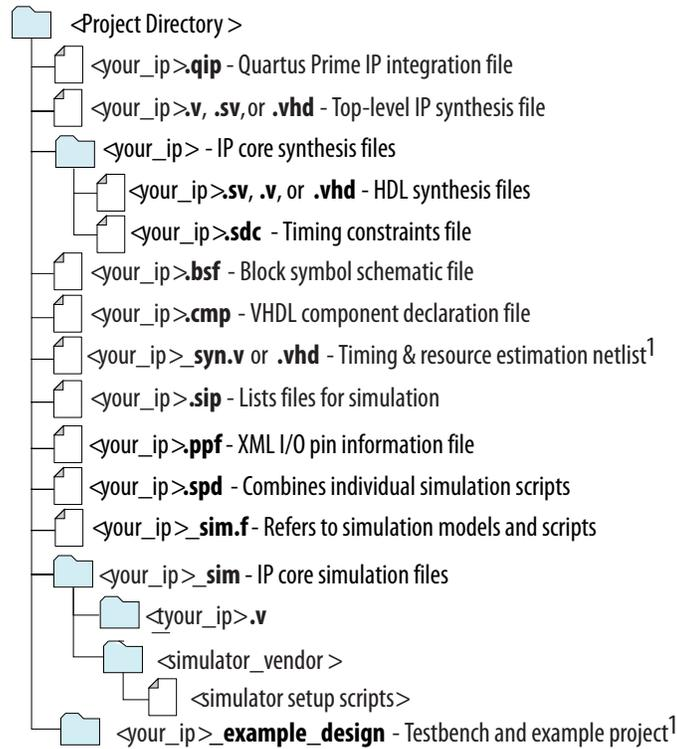 <Project Directory >
<your_ip>.qip - Quartus Prime IP integration file
<your_ip>.v, .sv, or .vhd - Top-level IP synthesis file
<your_ip> - IP core synthesis files
<your_ip>.sv, .v, or .vhd - HDL synthesis files
<your_ip>.sdc - Timing constraints file
<your_ip>.bsf - Block symbol schematic file
<your_ip>.cmp - VHDL component declaration file
<your_ip>_syn.v or .vhd - Timing & resource estimation netlist1
<your_ip>.sip - Lists files for simulation
<your_ip>.ppf - XML I/O pin information file
<your_ip>.spd - Combines individual simulation scripts
<your_ip>_sim.f - Refers to simulation models and scripts
<your_ip>_sim - IP core simulation files
<tyour_ip>.v
<simulator_vendor >
<simulator setup scripts>
<your_ip>_example_design - Testbench and example project1